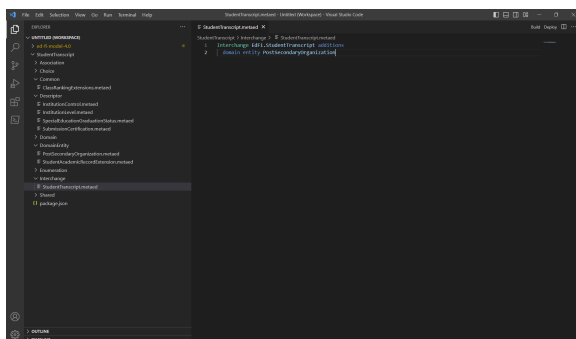 File Edit Selection View Go Run Terminal Help
StudentTranscript.metaed - Untitled (Workspace) - Visual Studio Code
EXPLORER
UNTITLED (WORKSPACE)
> ed-fi-model-4.0
StudentTranscript
> Association
> Choice
Common
ClassRankingExtensions.metaed
Descriptor
InstitutionControl.metaed
InstitutionLevel.metaed
SpecialEducationGraduationStatus.metaed
SubmissionCertification.metaed
> Domain
DomainEntity
PostSecondaryOrganization.metaed
StudentAcademicRecordExtension.metaed
> Enumeration
Interchange
StudentTranscript.metaed
> Shared
package.json
> OUTLINE
StudentTranscript.metaed
Build Deploy
StudentTranscript > Interchange > StudentTranscript.metaed
1 Interchange EdFi.StudentTranscript additions
2 domain entity PostSecondaryOrganization